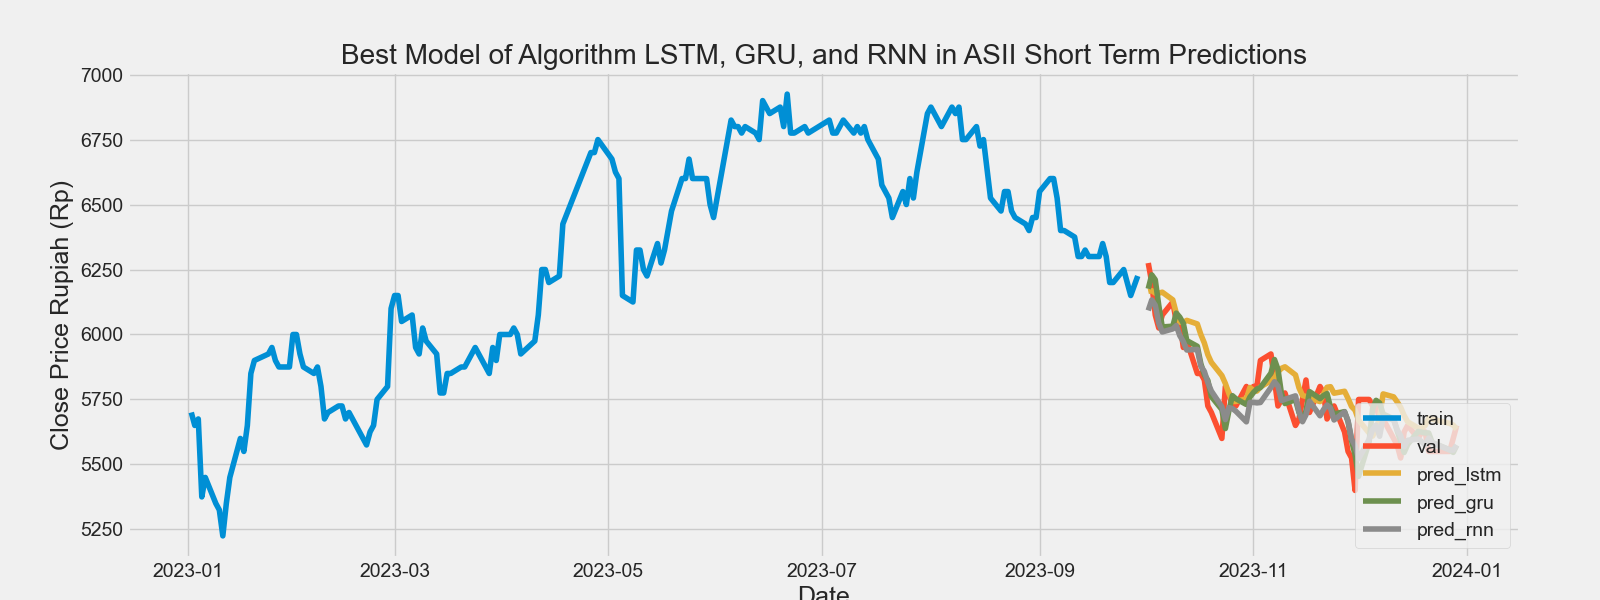 Best Model of Algorithm LSTM, GRU, and RNN in ASII Short Term Predictions
7000
6750
6500
6250
6000
5750
5500
5250
Close Price Rupiah (Rp)
train
val
pred_lstm
pred_gru
pred_rnn
2023-01
2023-03
2023-05
2023-07
2023-09
2023-11
2024-01
Date